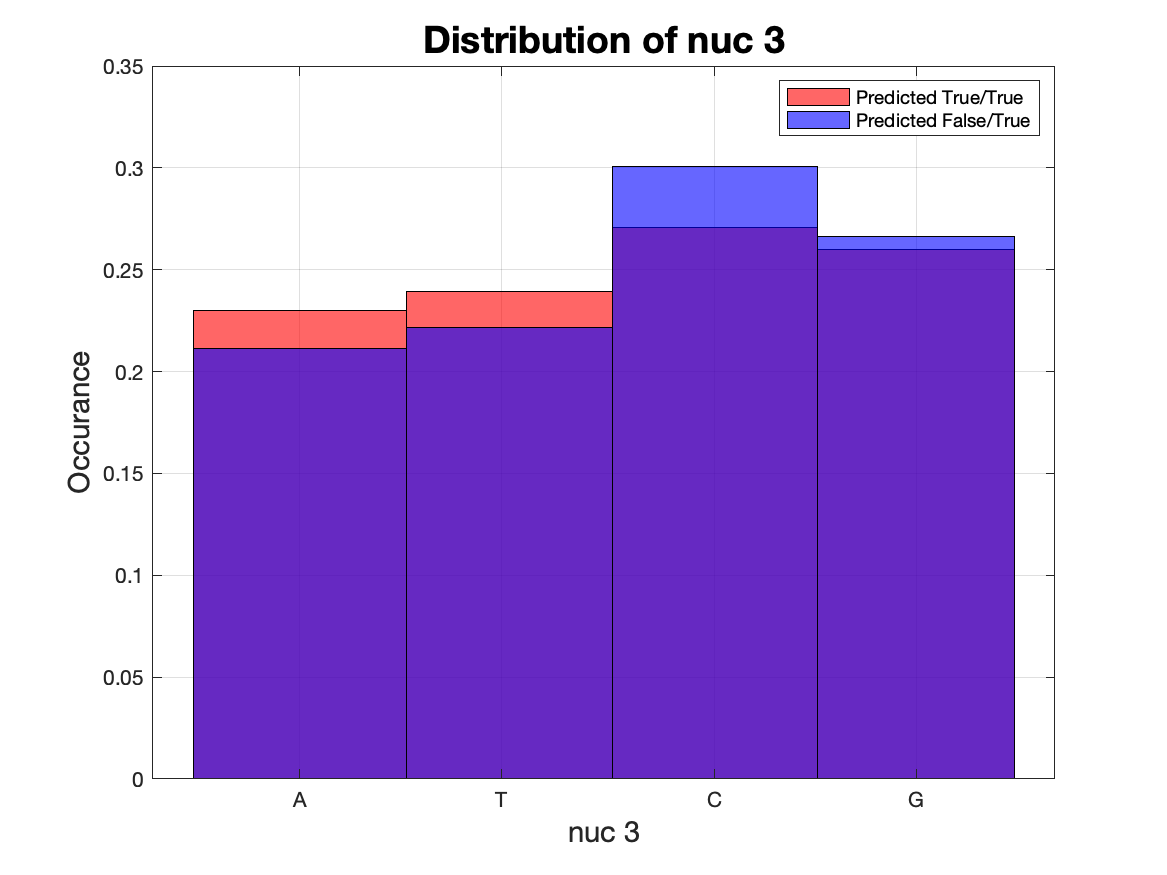 Distribution of nuc 3
Predicted True/True
Predicted False/True
0.35
0.3
0.25
0.2
0.15
0.1
0.05
0
Occurance
A T C G
nuc 3